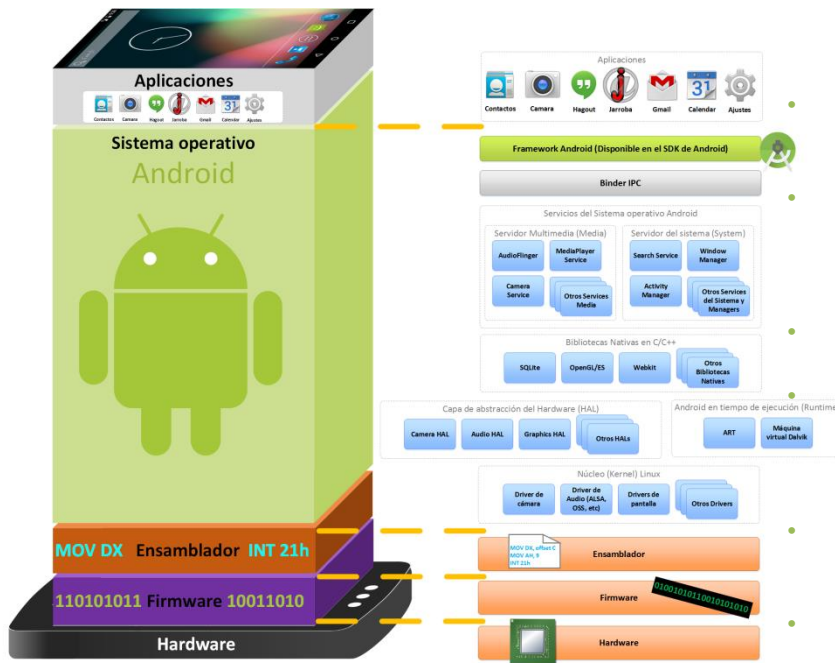 Aplicaciones
Contactos Camara Hagout Jarroba Gmail Calendar Ajustes
Sistema operativo
Android
MOV DX Ensamblador INT 21h
110101011 Firmware 10011010
Hardware
Aplicaciones
Contactos Camara Hagout Jarroba Gmail Calendar Ajustes
31
Framework Android (Disponible en el SDK de Android)
Binder IPC
Servicios del Sistema operativo Android
Servidor Multimedia (Media)
AudioFlinger
MediaPlayer
Service
Camera
Service
Otros Services
Media
Servidor del sistema (System)
Search Service
Window
Manager
Activity
Manager
Otros Services
del Sistema y
Managers
Bibliotecas Nativas en C/C++
SQLite
OpenGL/ES
Webkit
Otros
Bibliotecas
Nativas
Capa de abstracción del Hardware (HAL)
Camera HAL
Audio HAL
Graphics HAL
Otros HALs
Android en tiempo de ejecución (Runtime
ART
Máquina
virtual Dalvik
Núcleo (Kernel) Linux
Driver de
cámara
Driver de
Audio (ALSA,
OSS, etc)
Drivers de
pantalla
Otros Drivers
MOV DX, offset C
MOV AH, 9
INT 21h
Ensamblador
Firmware
Hardware